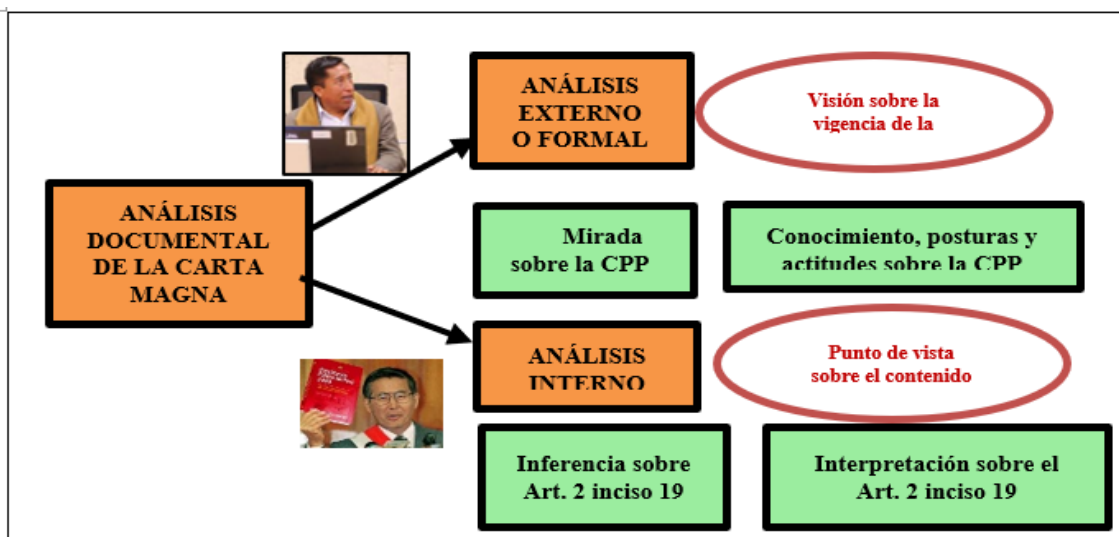 ANÁLISIS
EXTERNO
O FORMAL
Visión sobre la
vigencia de la
ANÁLISIS
DOCUMENTAL
DE LA CARTA
MAGNA
Mirada
sobre la CPP
Conocimiento, posturas y
actitudes sobre la CPP
ANÁLISIS
INTERNO
Punto de vista
sobre el contenido
Inferencia sobre
Art. 2 inciso 19
Interpretación sobre el
Art. 2 inciso 19